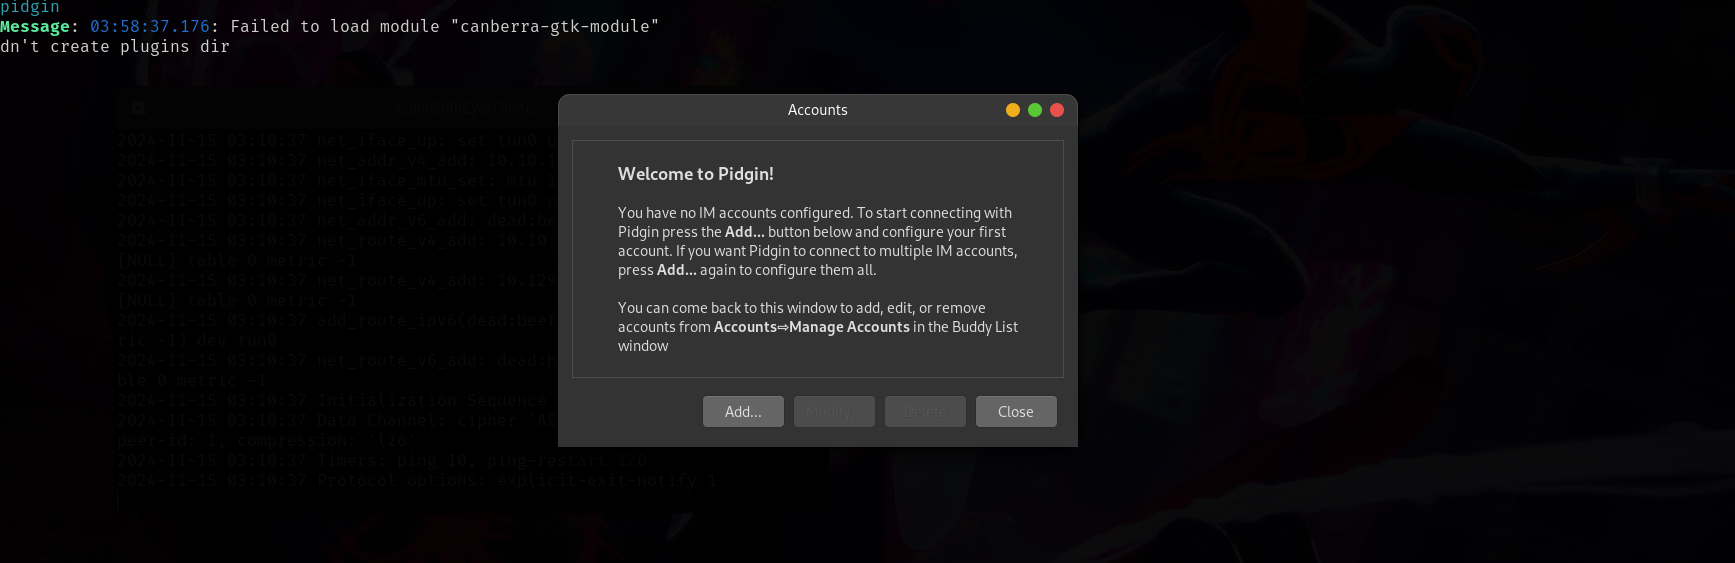 pidgin
Message: 03:58:37.176: Failed to load module "canberra-gtk-module"
dn't create plugins dir
Accounts
2024-11-15 03:10:37 net_iface_up: set tun0 u
2024-11-15 03:10:37 net_addr_v4_add: 10.10.1
2024-11-15 03:10:37 net_iface_mtu_set: mtu 1
2024-11-15 03:10:37 net_iface_up: set tun0 u
2024-11-15 03:10:37 net_addr_v6_add: dead:bee
2024-11-15 03:10:37 net_route_v4_add: 10.10.
[NULL] table 0 metric -1
2024-11-15 03:10:37 net_route_v4_add: 10.129
[NULL] table 0 metric -1
2024-11-15 03:10:37 add_route_ipv6(dead:beef
ric -1) dev tun0
2024-11-15 03:10:37 net_route_v6_add: dead:b
ble 0 metric -1
2024-11-15 03:10:37 Initialization Sequence
2024-11-15 03:10:37 Data Channel: cipher 'AE
peer-id: 1, compression: 'lzo'
2024-11-15 03:10:37 Timers: ping 10, ping-restart 120
2024-11-15 03:10:37 Protocol options: explicit-exit-notify 1
Welcome to Pidgin!
You have no IM accounts configured. To start connecting with
Pidgin press the Add... button below and configure your first
account. If you want Pidgin to connect to multiple IM accounts,
press Add... again to configure them all.
You can come back to this window to add, edit, or remove
accounts from Accounts⇨Manage Accounts in the Buddy List
window
Add...
Modify...
Delete
Close